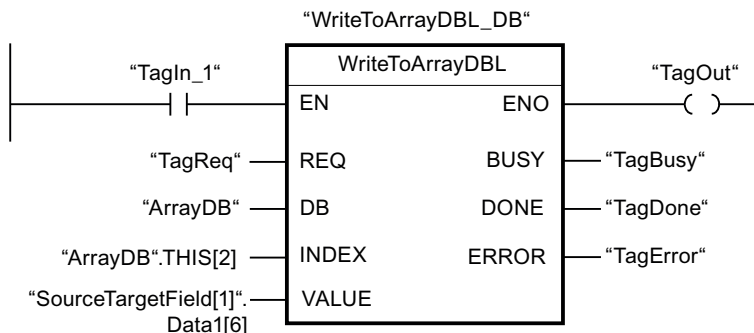 “WriteToArrayDBL_DB“
WriteToArrayDBL
“TagIn_1“
“TagOut“
EN
ENO
“TagReq“
REQ
BUSY
“TagBusy“
“ArrayDB“
DB
DONE
“TagDone“
“ArrayDB“.THIS[2]
INDEX
ERROR
“TagError“
“SourceTargetField[1]“.
Data1[6]
VALUE